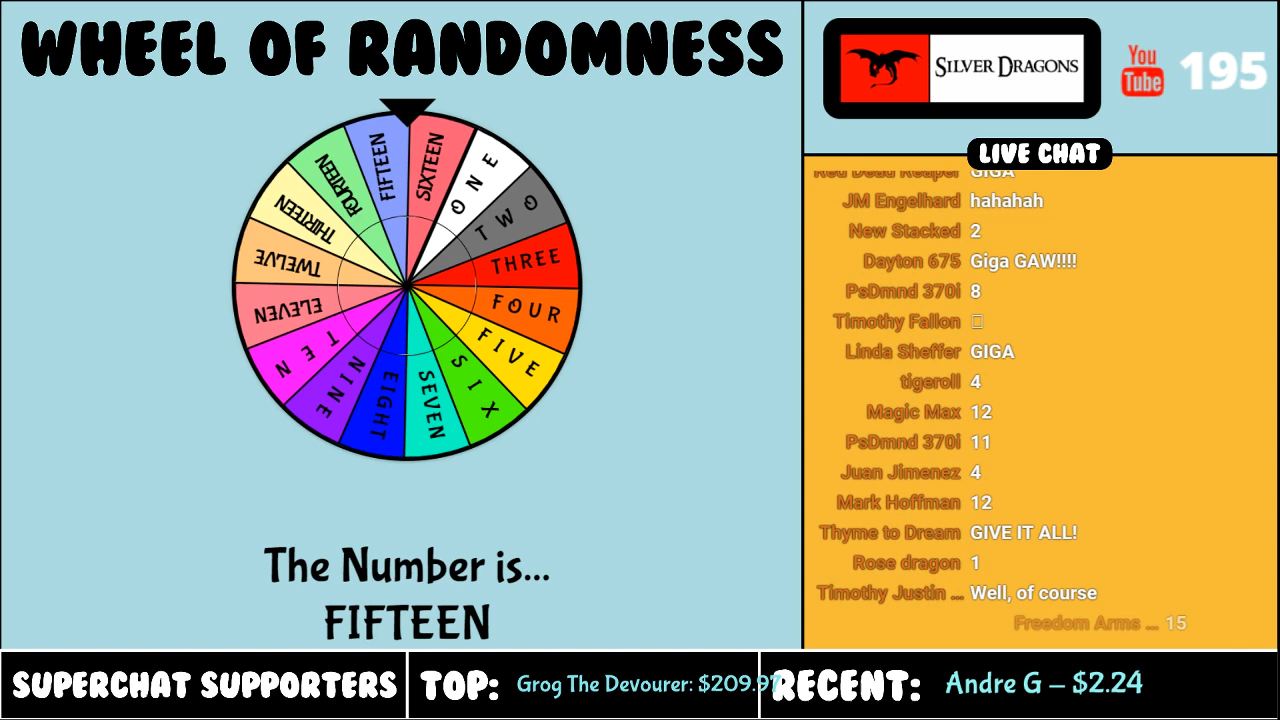 WHEEL OF RANDOMNESS
SIXTEEN
ONE
TWO
THREE
FOUR
FIVE
SIX
SEVEN
EIGHT
NINE
TEN
ELEVEN
TWELVE
THIRTEEN
FOURTEEN
FIFTEEN
The Number is...
FIFTEEN
SILVER DRAGONS
You
Tube
195
LIVE CHAT
Red Dead Reaper GIGA
JM Engelhard hahahah
New Stacked 2
Dayton 675 Giga GAW!!!!
PsDmnd 370i 8
Timothy Fallon
Linda Sheffer GIGA
tigeroll 4
Magic Max 12
PsDmnd 370i 11
Juan Jimenez 4
Mark Hoffman 12
Thyme to Dream GIVE IT ALL!
Rose dragon 1
Timothy Justin ... Well, of course
Freedom Arms ... 15
SUPERCHAT SUPPORTERS
TOP: Grog The Devourer: $209.97
RECENT: Andre G – $2.24